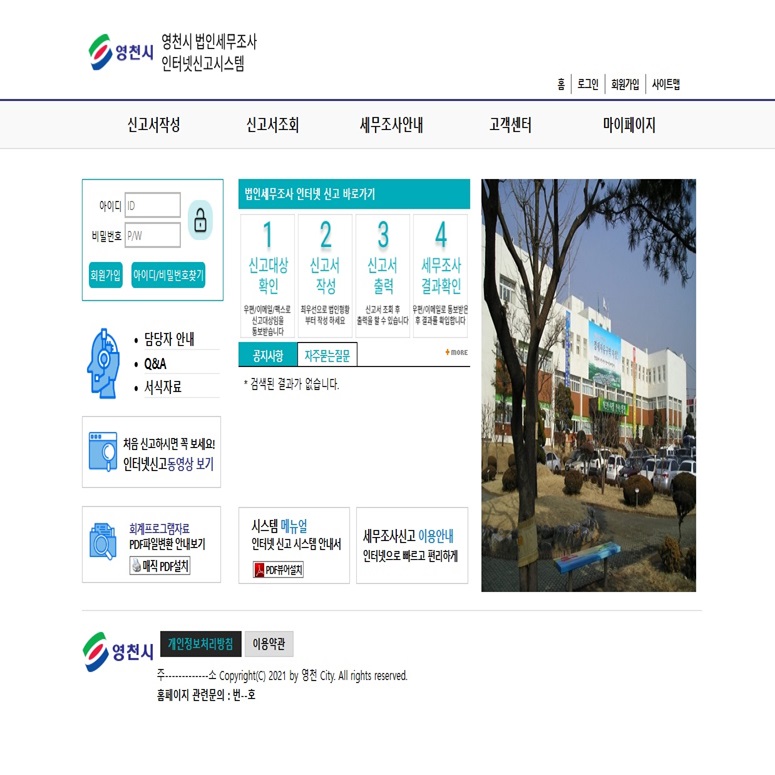 영천시
영천시 법인세무조사
인터넷신고시스템
홈 로그인 회원가입 사이트맵
신고서작성 신고서조회 세무조사안내 고객센터 마이페이지
아이디 ID
비밀번호 P/W
회원가입 아이디/비밀번호찾기
담당자 안내
Q&A
서식자료
처음 신고하시면 꼭 보세요!
인터넷신고동영상 보기
회계프로그램자료
PDF파일변환 안내보기
매직 PDF설치
법인세무조사 인터넷 신고 바로가기
1
신고대상
확인
우편/이메일/팩스로
신고대상임을
통보받습니다
2
신고서
작성
최우선으로 법인현황
부터 작성 하세요
3
신고서
출력
신고서 조회 후
출력을 할 수 있습니다
4
세무조사
결과확인
우편/이메일로 통보받은
후 결과를 확입합니다
공지사항 자주묻는질문 MORE
* 검색된 결과가 없습니다.
시스템 메뉴얼
인터넷 신고 시스템 안내서
PDF뷰어설치
세무조사신고 이용안내
인터넷으로 빠르고 편리하게
영천시
개인정보처리방침 이용약관
주-------------소 Copyright(C) 2021 by 영천 City. All rights reserved.
홈페이지 관련문의 : 번--호